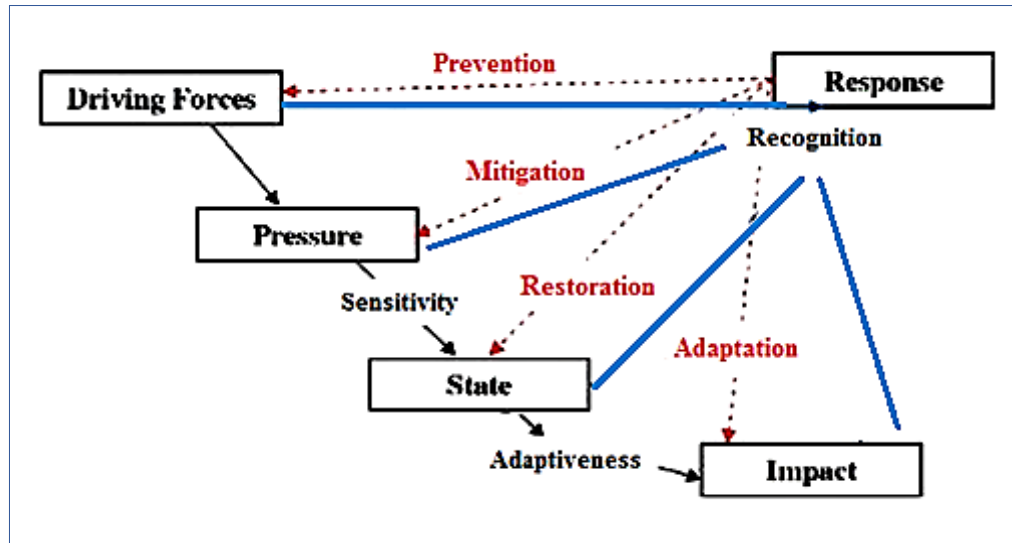 Prevention
Response
Driving Forces
Recognition
Mitigation
Pressure
Restoration
Sensitivity
Adaptation
State
Adaptiveness
Impact